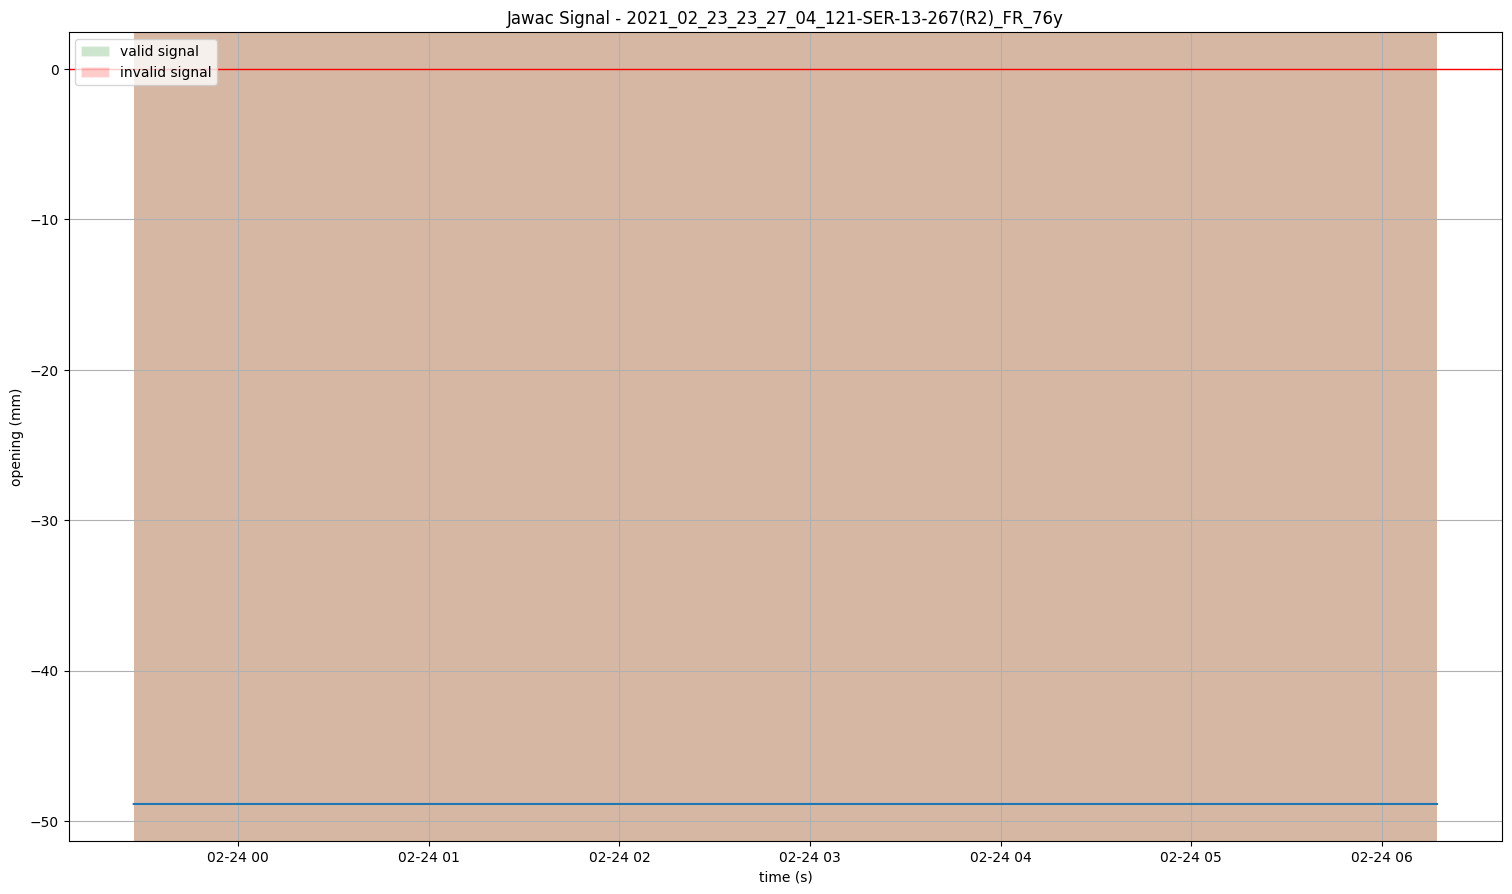 Jawac Signal - 2021_02_23_23_27_04_121-SER-13-267(R2)_FR_76y
valid signal
invalid signal
0
−10
−20
−30
−40
−50
opening (mm)
02-24 00
02-24 01
02-24 02
02-24 03
02-24 04
02-24 05
02-24 06
time (s)